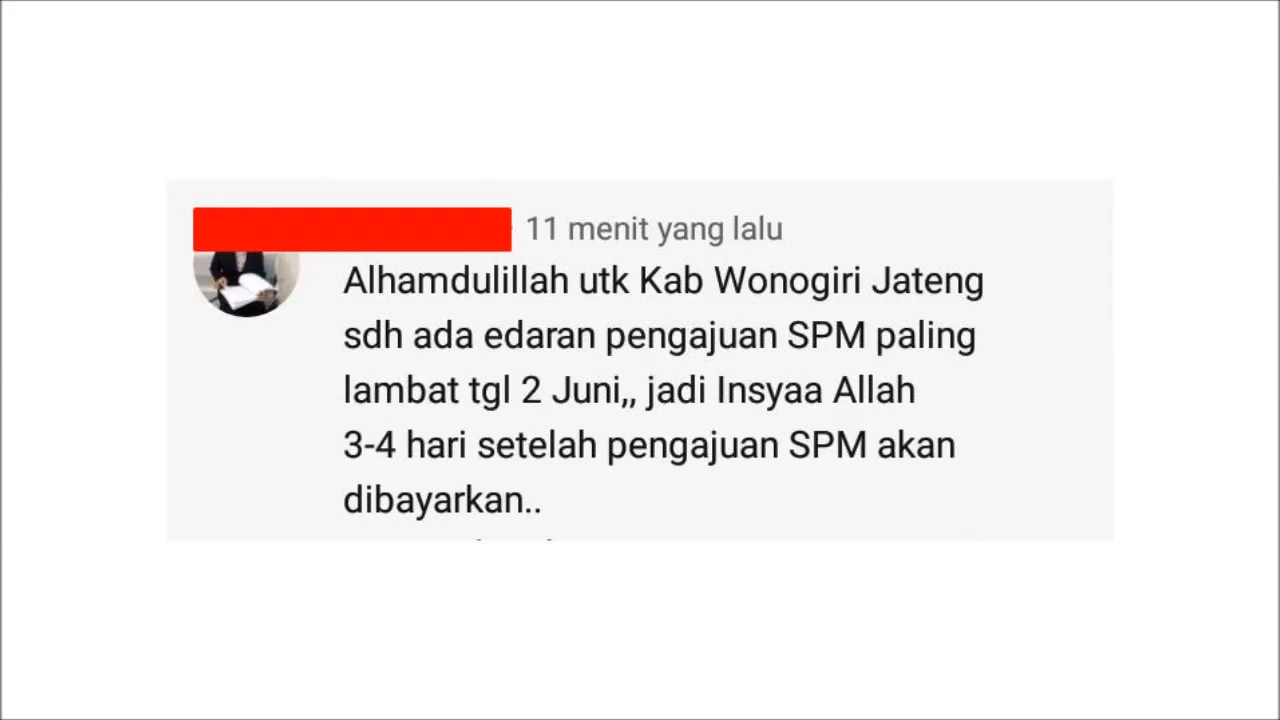 11 menit yang lalu
Alhamdulillah utk Kab Wonogiri Jateng
sdh ada edaran pengajuan SPM paling
lambat tgl 2 Juni,, jadi Insyaa Allah
3-4 hari setelah pengajuan SPM akan
dibayarkan..